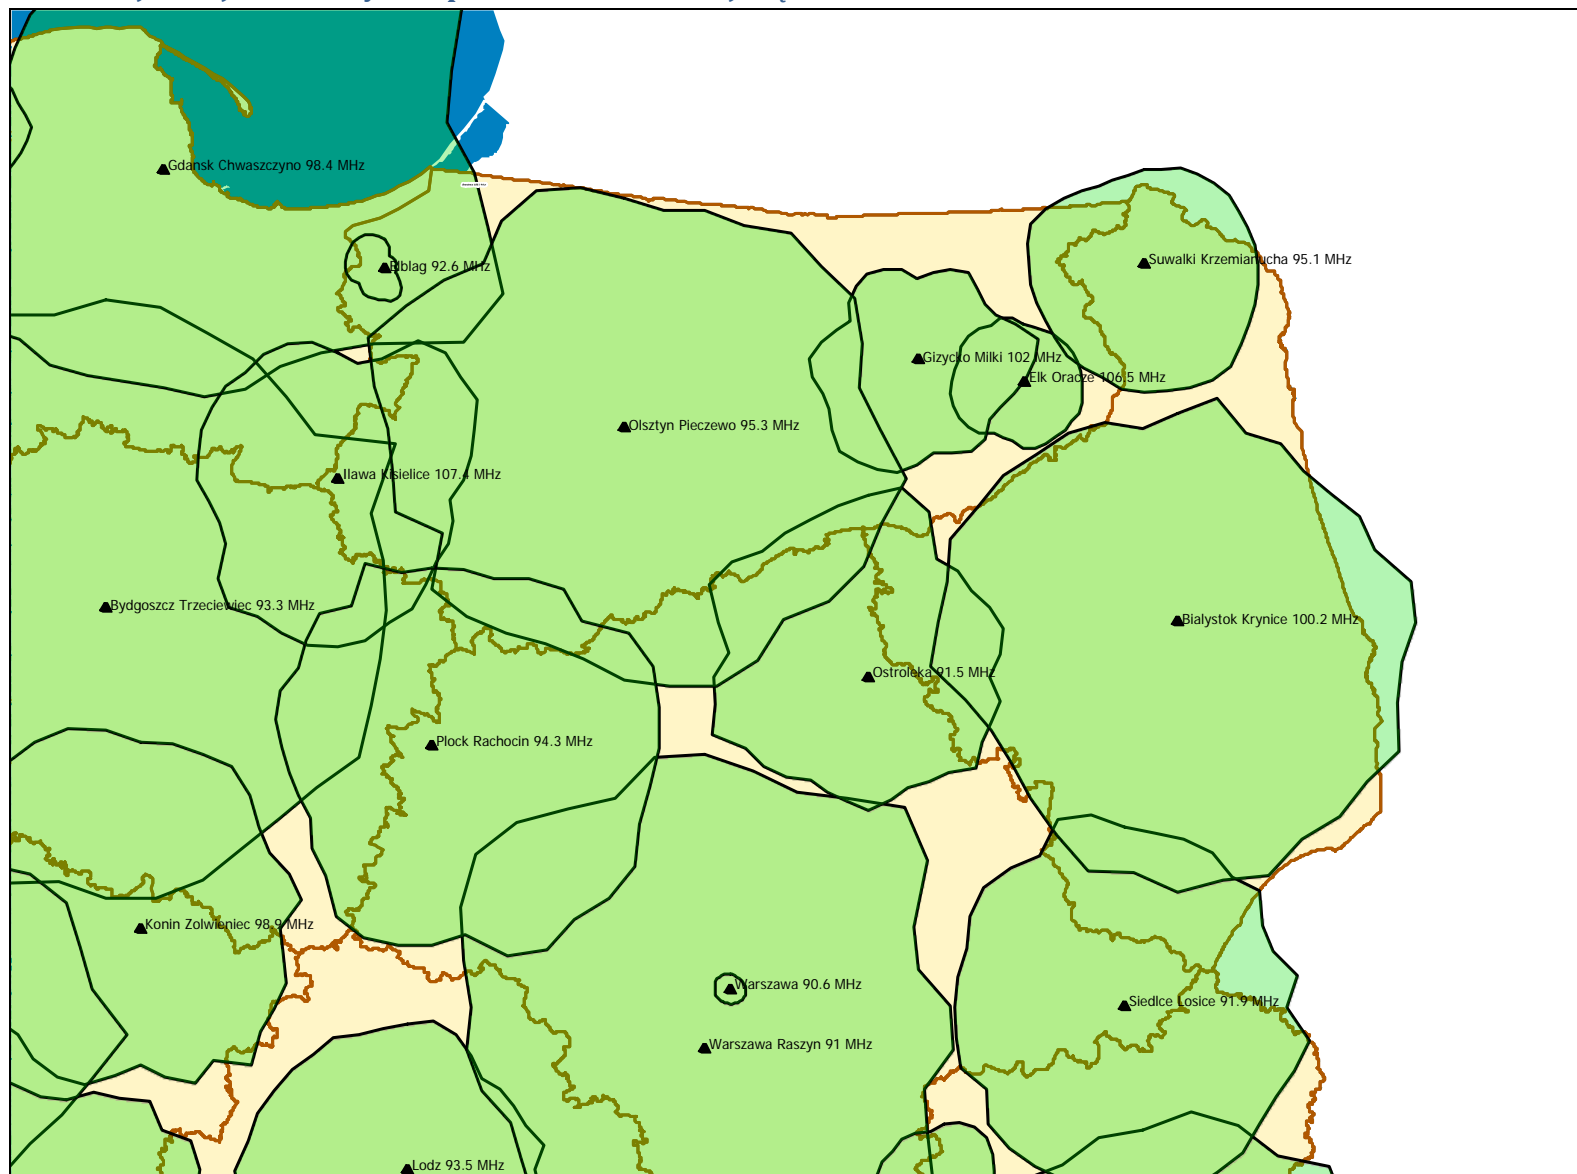 Gdansk Chwaszczyno 98.4 MHz
Elblag 92.6 MHz
Suwalki Krzemianucha 95.1 MHz
Gizycko Milki 102 MHz
Elk Oracze 106.5 MHz
Olsztyn Pieczewo 95.3 MHz
Ilawa Kisielice 107.4 MHz
Bydgoszcz Trzeciewiec 93.3 MHz
Bialystok Krynice 100.2 MHz
Ostroleka 91.5 MHz
Plock Rachocin 94.3 MHz
Konin Zolwieniec 98.9 MHz
Warszawa 90.6 MHz
Siedlce Losice 91.9 MHz
Warszawa Raszyn 91 MHz
Lodz 93.5 MHz